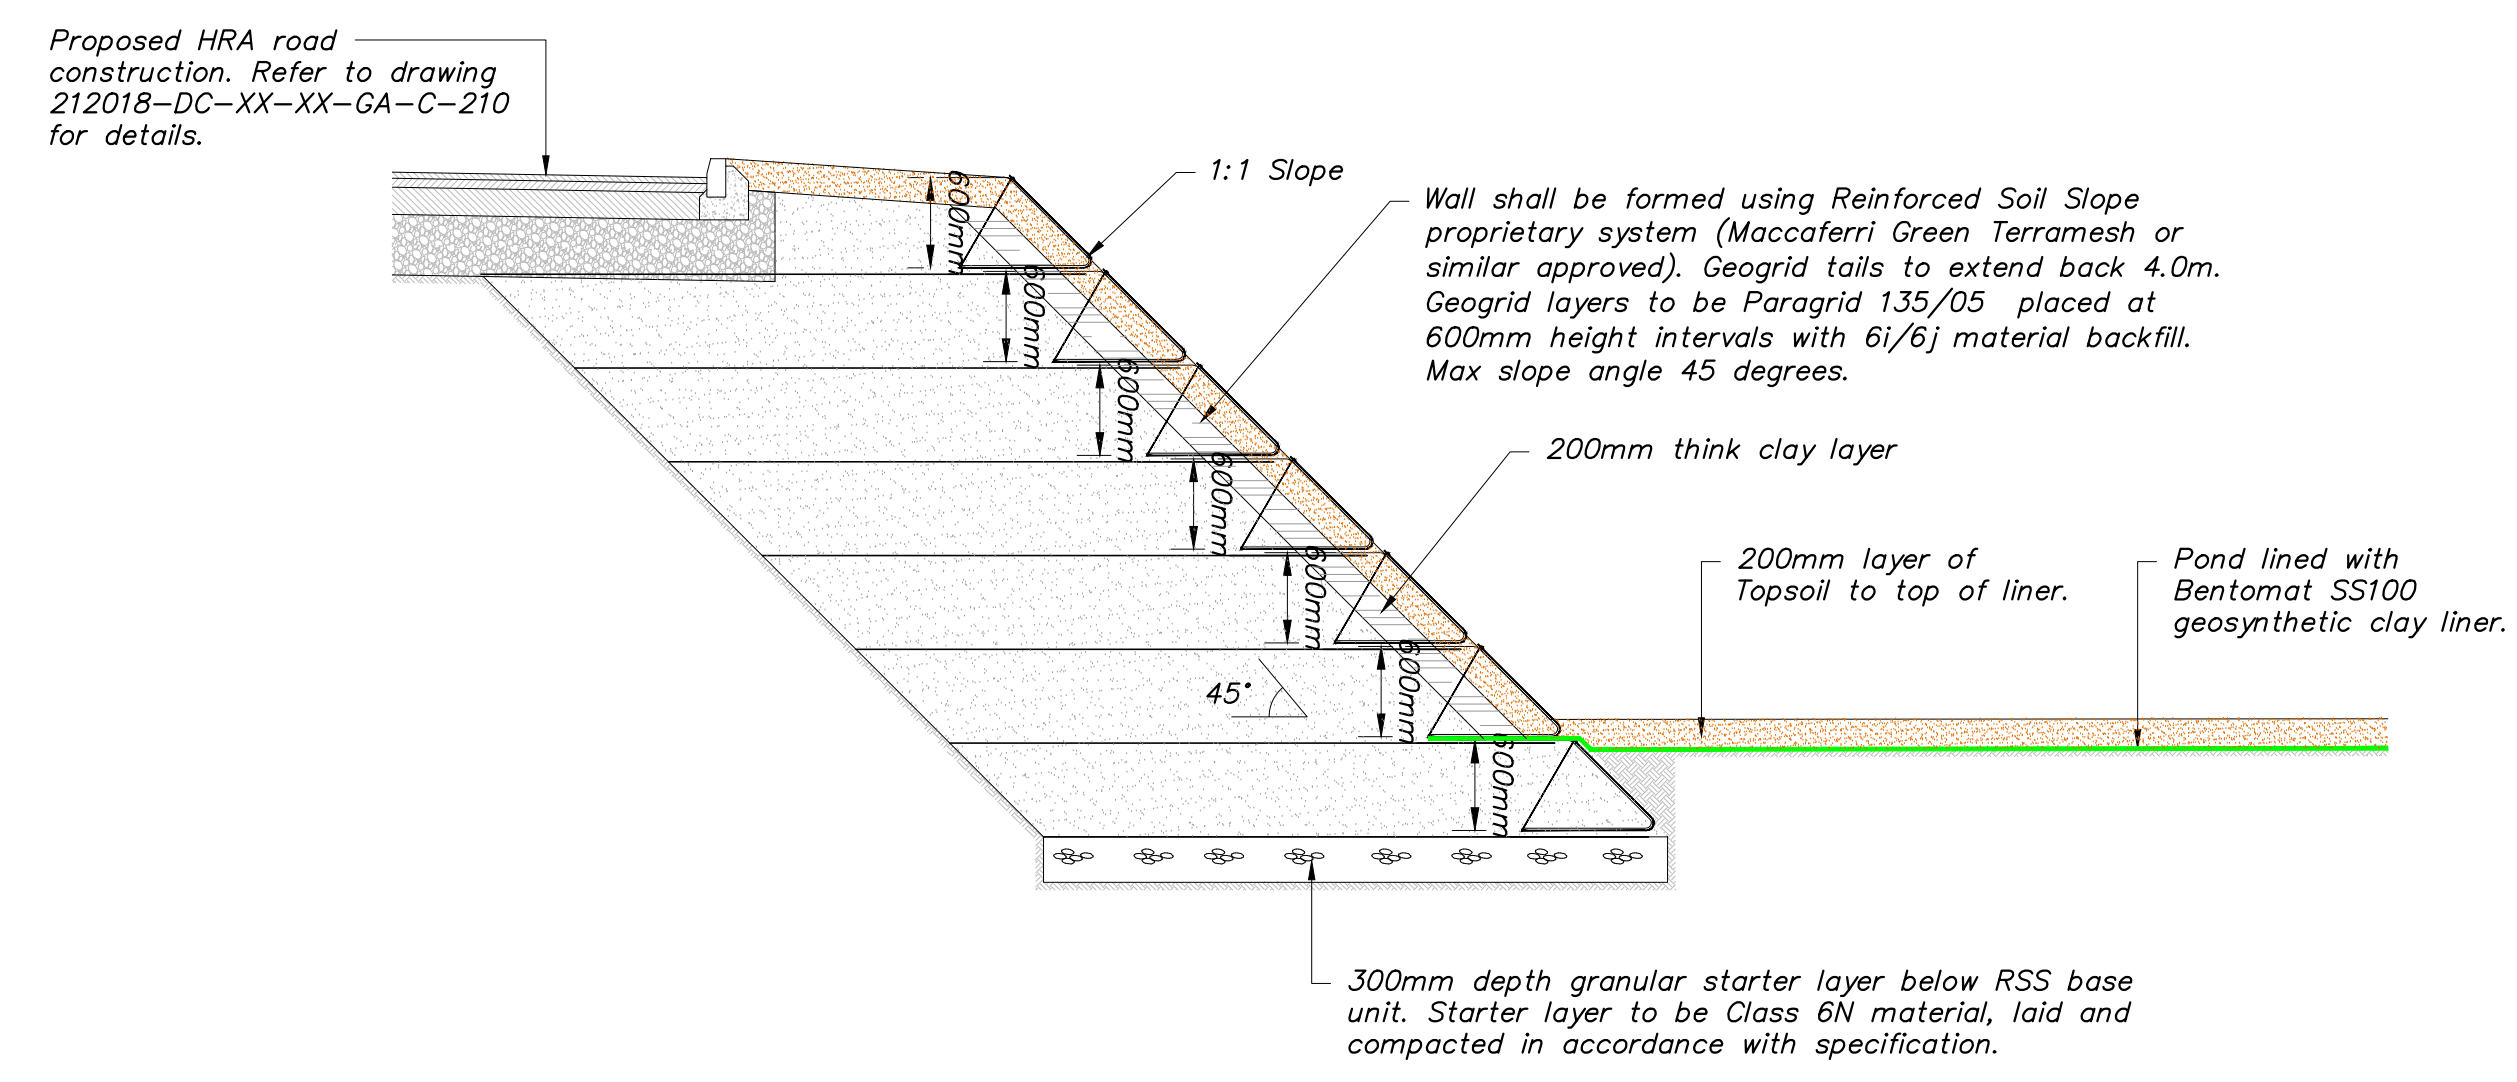 Proposed HRA road
construction. Refer to drawing
212018-DC-XX-XX-GA-C-210
for details.
1:1 Slope
Wall shall be formed using Reinforced Soil Slope
proprietary system (Maccaferri Green Terramesh or
similar approved). Geogrid tails to extend back 4.0m.
Geogrid layers to be Paragrid 135/05 placed at
600mm height intervals with 6i/6j material backfill.
Max slope angle 45 degrees.
200mm think clay layer
200mm layer of
Topsoil to top of liner.
Pond lined with
Bentomat SS100
geosynthetic clay liner.
600mm
600mm
600mm
600mm
600mm
600mm
600mm
45°
300mm depth granular starter layer below RSS base
unit. Starter layer to be Class 6N material, laid and
compacted in accordance with specification.